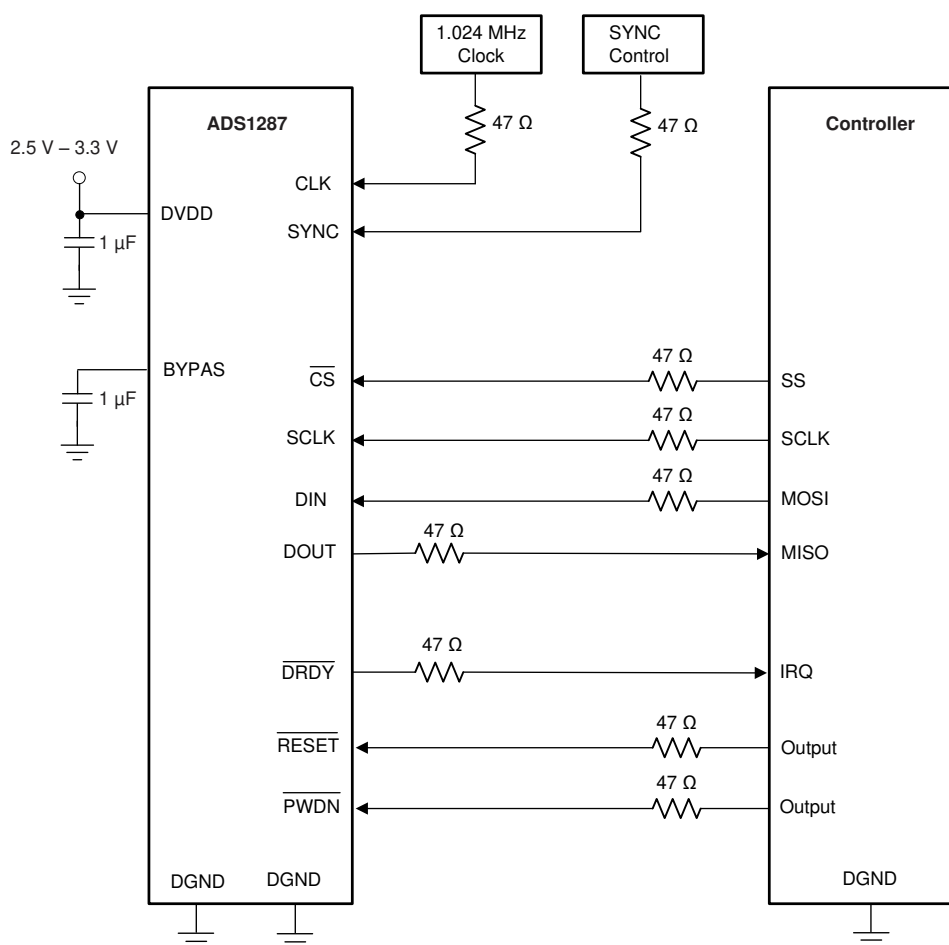 1.024 MHz
Clock
SYNC
Control
47 Ω
47 Ω
ADS1287
Controller
2.5 V – 3.3 V
CLK
DVDD
SYNC
1 µF
BYPAS
1 µF
47 Ω
CS
SS
47 Ω
SCLK
SCLK
47 Ω
DIN
MOSI
47 Ω
DOUT
MISO
47 Ω
DRDY
IRQ
47 Ω
RESET
Output
47 Ω
PWDN
Output
DGND
DGND
DGND